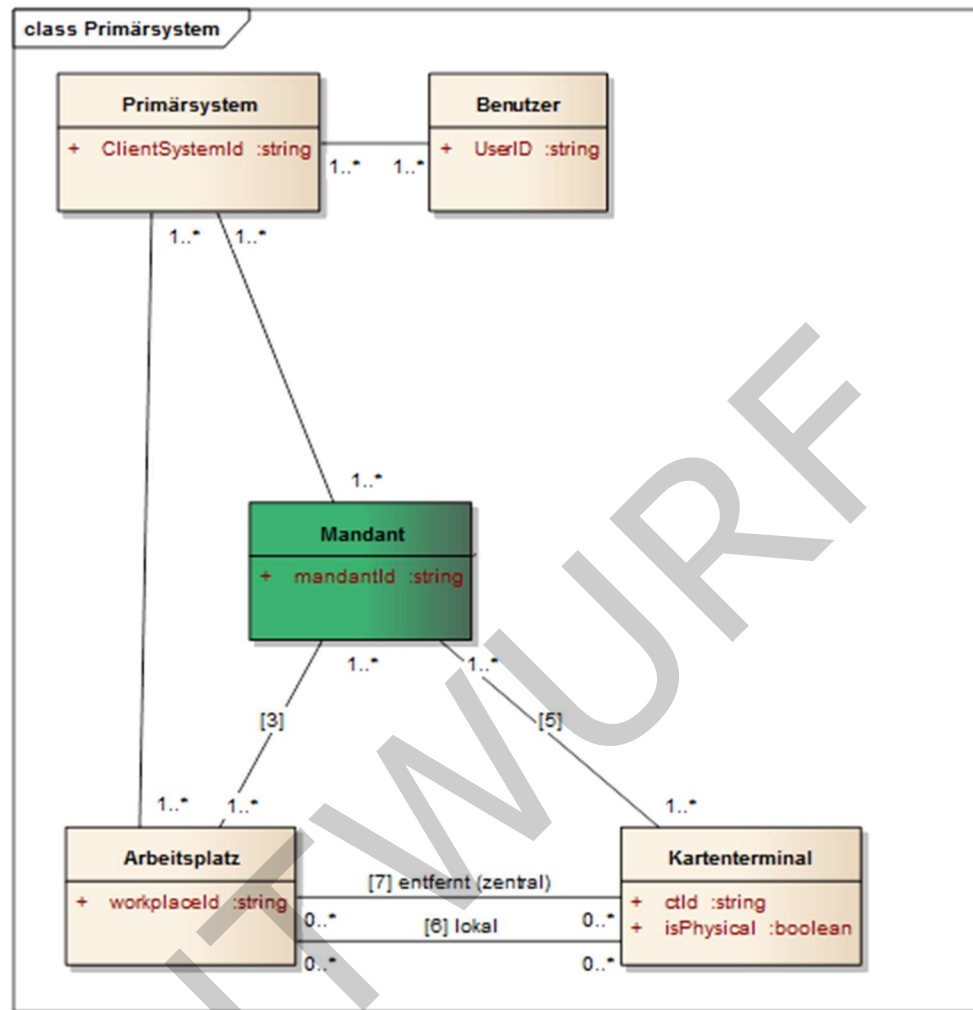 class Primärsystem
Primärsystem
+ ClientSystemId :string
Benutzer
+ UserID :string
1..*
1..*
1..*
1..*
1..*
Mandant
+ mandantId :string
1..*
1..*
[3]
[5]
1..*
1..*
1..*
Arbeitsplatz
+ workplaceId :string
Kartenterminal
+ ctId :string
+ isPhysical :boolean
[7] entfernt (zentral)
0..*
0..*
[6] lokal
0..*
0..*
ITWURF